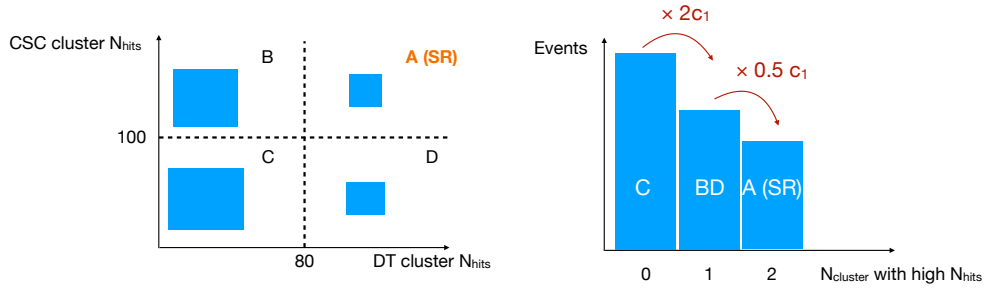 CSC cluster Nhits
B
A (SR)
100
C
D
80
DT cluster Nhits
× 2c₁
Events
× 0.5 c₁
C
BD
A (SR)
0
1
2
Ncluster with high Nhits